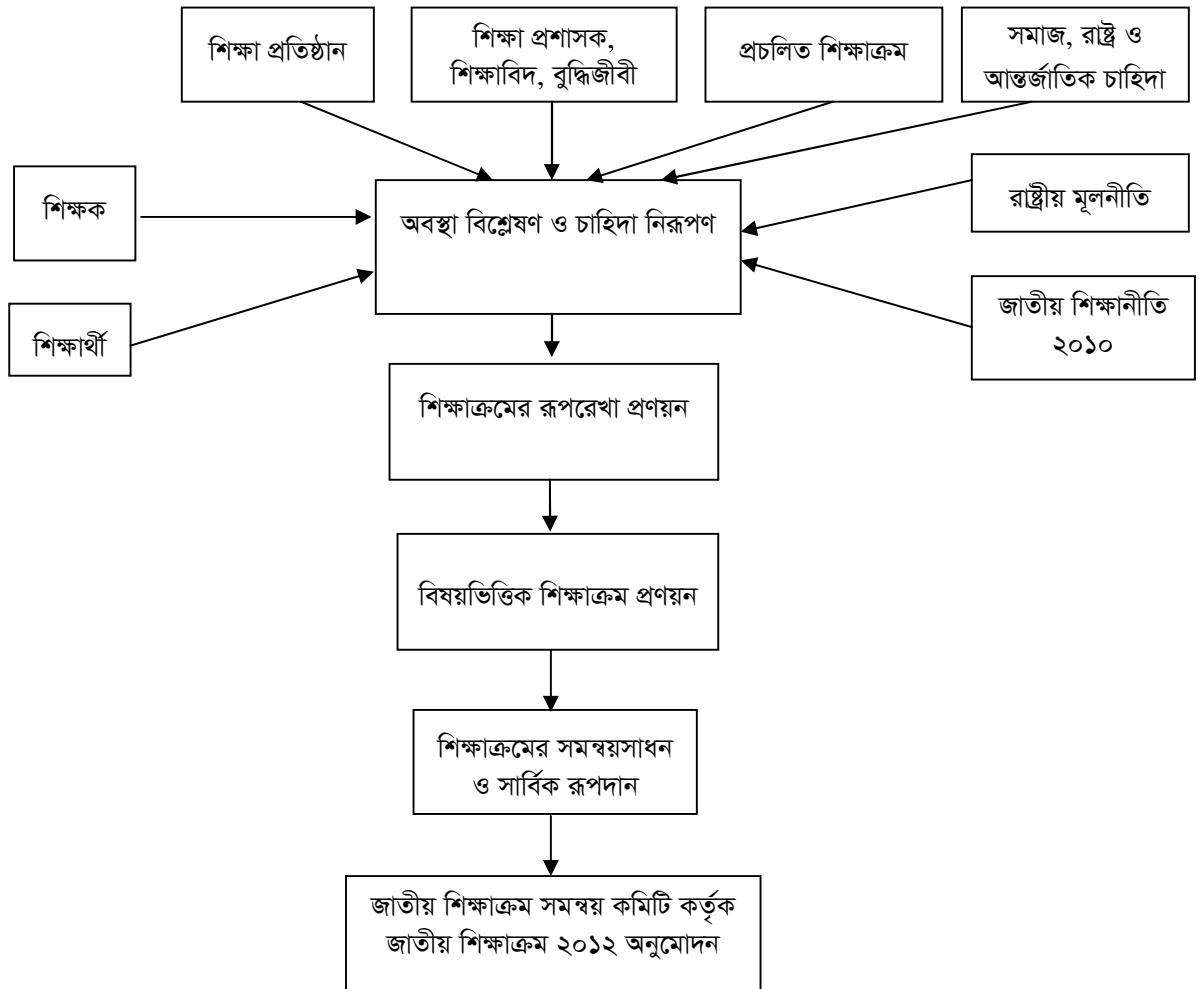 শিক্ষা প্রতিষ্ঠান
শিক্ষা প্রশাসক,
শিক্ষাবিদ, বুদ্ধিজীবী
প্রচলিত শিক্ষাক্রম
সমাজ, রাষ্ট্র ও
আন্তর্জাতিক চাহিদা
শিক্ষক
অবস্থা বিশ্লেষণ ও চাহিদা নিরূপণ
রাষ্ট্রীয় মূলনীতি
শিক্ষার্থী
জাতীয় শিক্ষানীতি
২০১০
শিক্ষাক্রমের রূপরেখা প্রণয়ন
বিষয়ভিত্তিক শিক্ষাক্রম প্রণয়ন
শিক্ষাক্রমের সমন্বয়সাধন
ও সার্বিক রূপদান
জাতীয় শিক্ষাক্রম সমন্বয় কমিটি কর্তৃক
জাতীয় শিক্ষাক্রম ২০১২ অনুমোদন